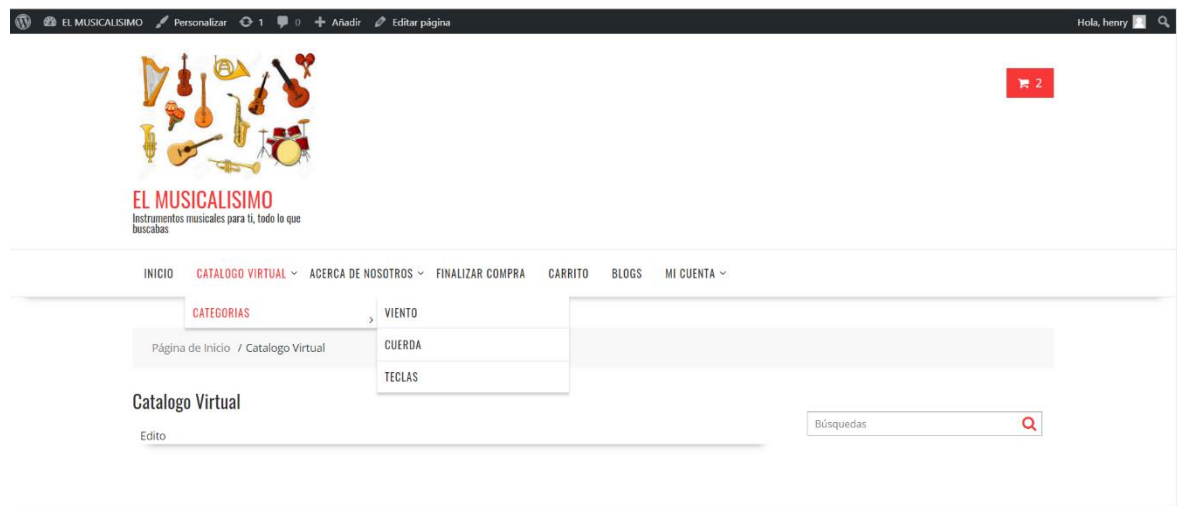 EL MUSICALISIMO Personalizar 1 0 Añadir Editar página Hola, henry
2
EL MUSICALISIMO
Instrumentos musicales para ti, todo lo que
buscabas
INICIO CATALOGO VIRTUAL ACERCA DE NOSOTROS FINALIZAR COMPRA CARRITO BLOGS MI CUENTA
CATEGORIAS
VIENTO
CUERDA
TECLAS
Página de Inicio / Catalogo Virtual
Catalogo Virtual
Edito
Búsquedas